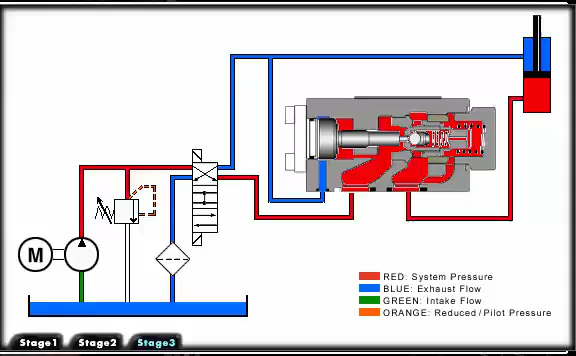 M
RED: System Pressure
BLUE: Exhaust Flow
GREEN: Intake Flow
ORANGE: Reduced/Pilot Pressure
Stage1 Stage2 Stage3